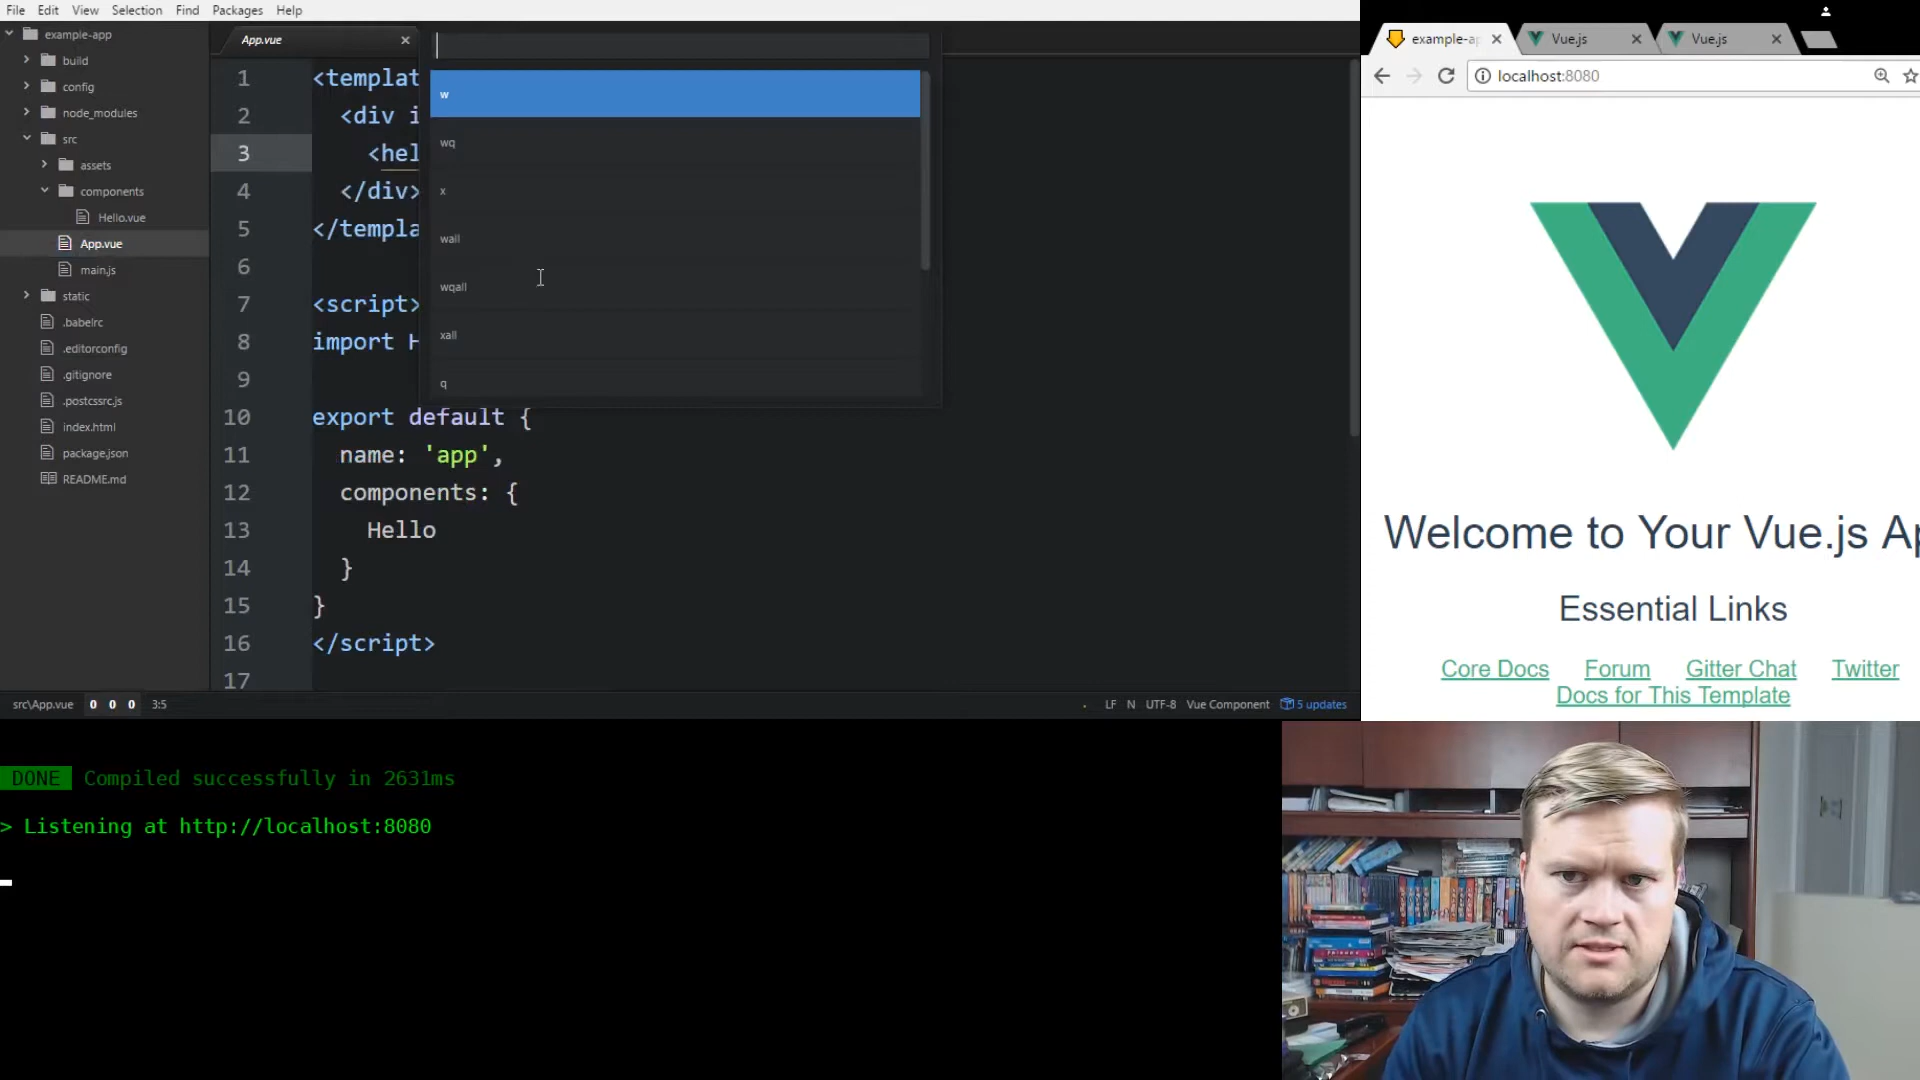 File Edit View Selection Find Packages Help
example-app
build
config
node_modules
src
assets
components
Hello.vue
App.vue
main.js
static
.babelrc
.editorconfig
.gitignore
.postcssrc.js
index.html
package.json
README.md
App.vue
1 <templat
2 <div i
3 <hel
4 </div>
5 </templa
6
7 <script>
8 import H
9
10 export default {
11 name: 'app',
12 components: {
13 Hello
14 }
15 }
16 </script>
17
w
wq
x
wall
wqall
xall
q
src\App.vue 0 0 0 3:5 LF N UTF-8 Vue Component 5 updates
example-ap Vue.js Vue.js
localhost:8080
Welcome to Your Vue.js Ap
Essential Links
Core Docs Forum Gitter Chat Twitter
Docs for This Template
DONE Compiled successfully in 2631ms
> Listening at http://localhost:8080